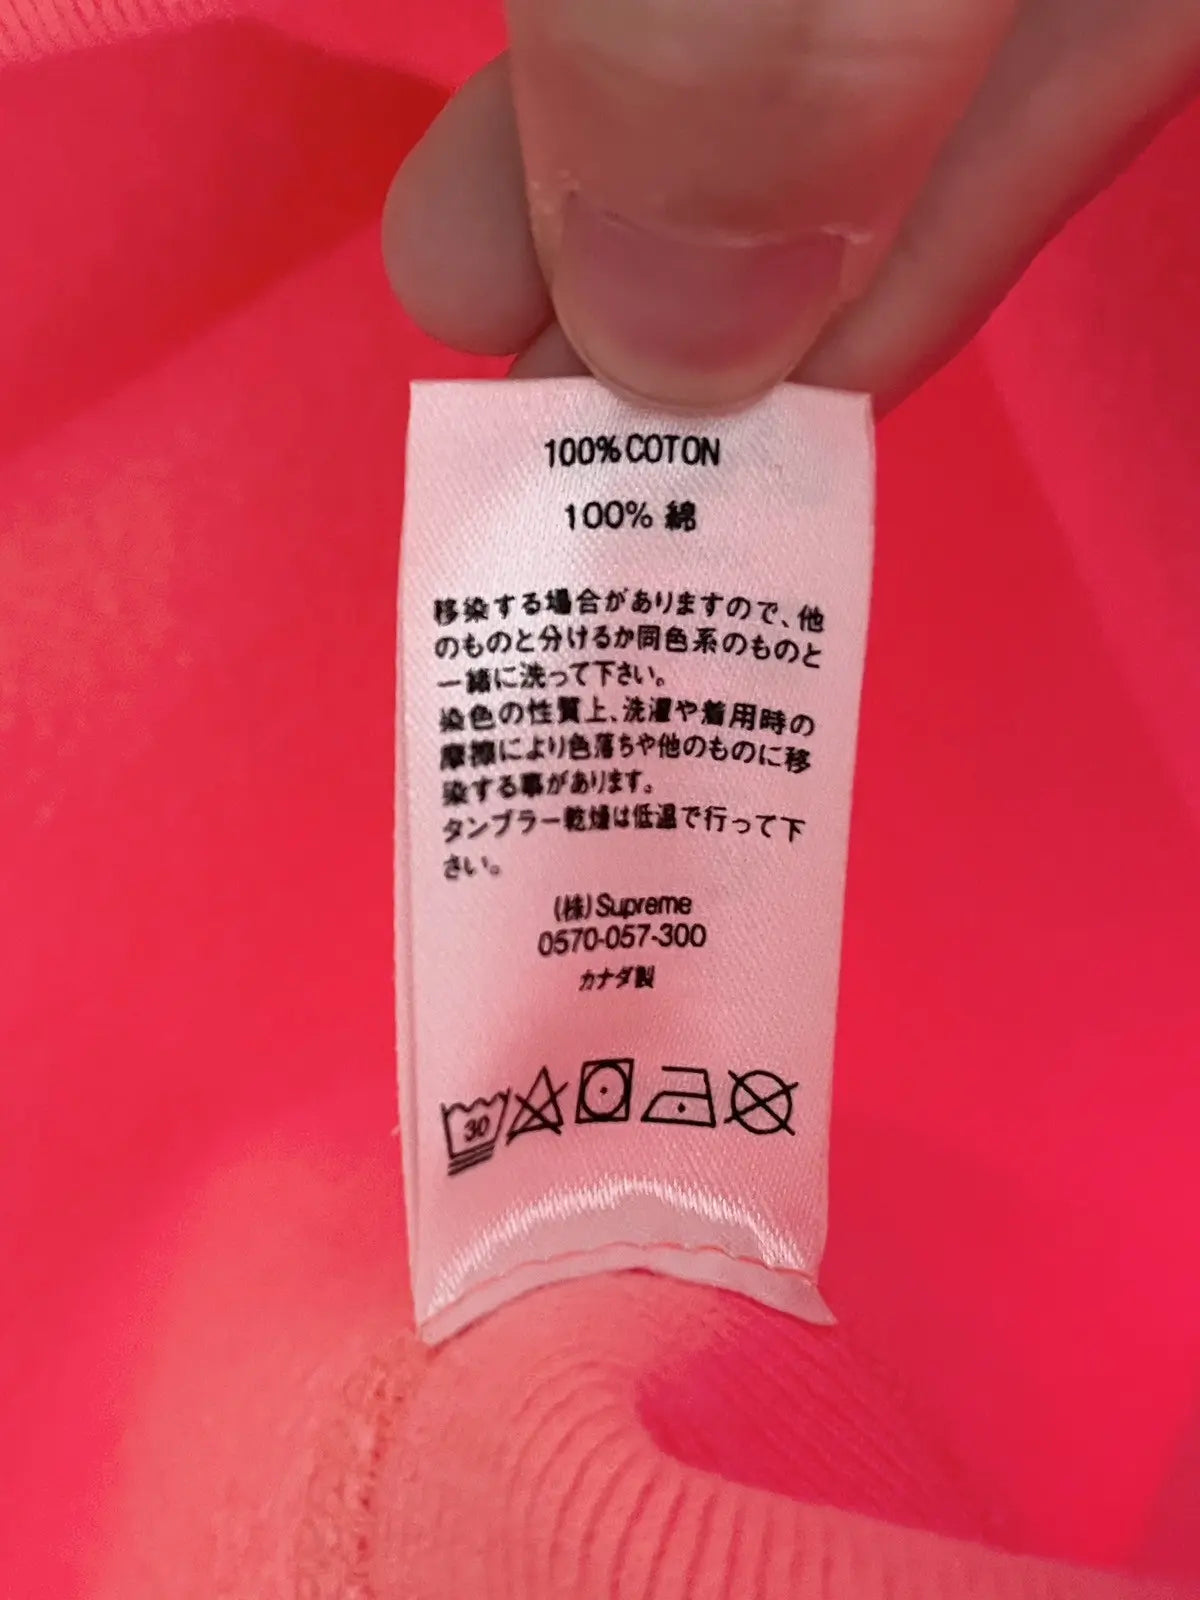 100% COTON
100% 綿
移染する場合がありますので、他
のものと分けるか同色系のものと
一緒に洗って下さい。
染色の性質上、洗濯や着用時の
摩擦により色落ちや他のものに移
染する事があります。
タンブラー乾燥は低温で行って下
さい。
(株)Supreme
0570-057-300
カナダ製
30